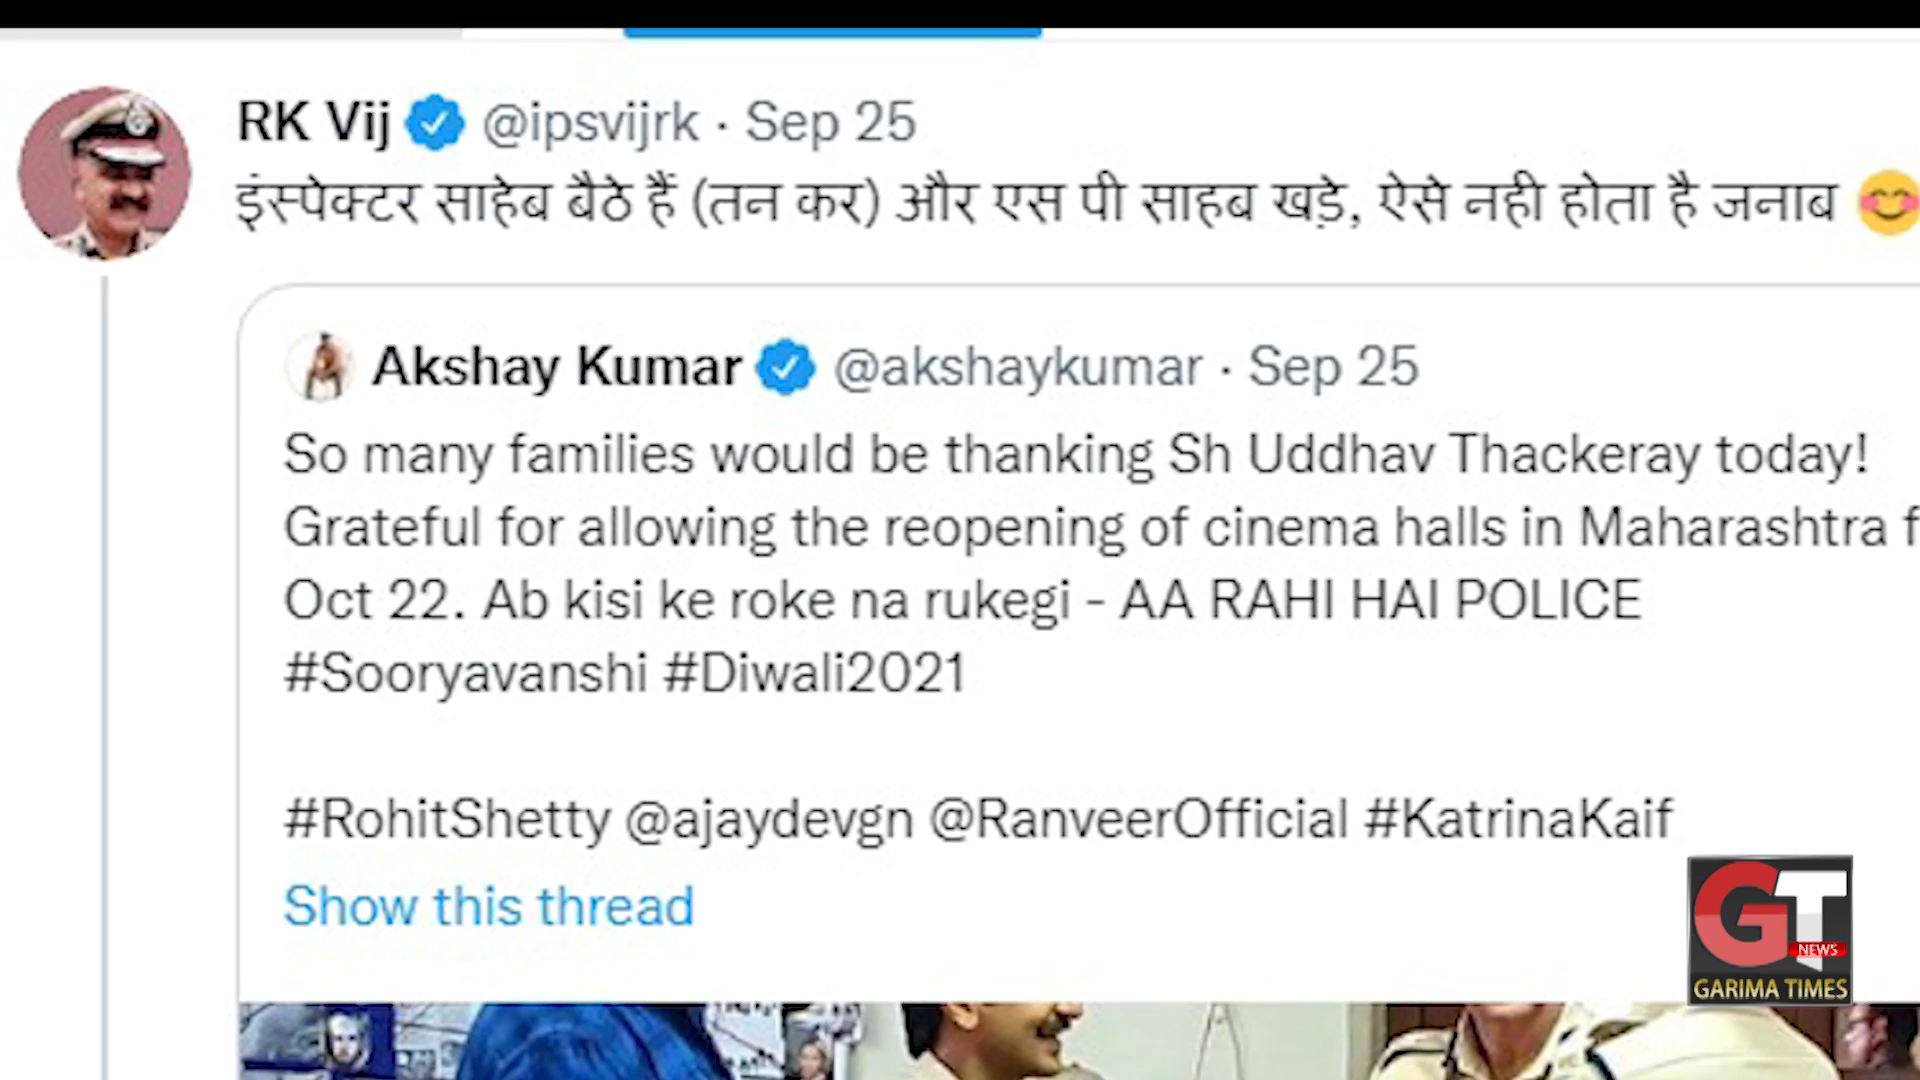 RK Vij @ipsvijrk · Sep 25
इंस्पेक्टर साहेब बैठे हैं (तन कर) और एस पी साहब खड़े, ऐसे नही होता है जनाब 😊
Akshay Kumar @akshaykumar · Sep 25
So many families would be thanking Sh Uddhav Thackeray today!
Grateful for allowing the reopening of cinema halls in Maharashtra f
Oct 22. Ab kisi ke roke na rukegi - AA RAHI HAI POLICE
#Sooryavanshi #Diwali2021
#RohitShetty @ajaydevgn @RanveerOfficial #KatrinaKaif
Show this thread
GT
NEWS
GARIMA TIMES